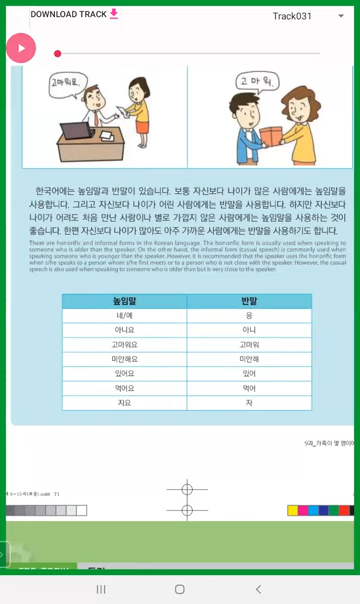 DOWNLOAD TRACK
Track031
고마워요.
고마워.
한국어에는 높임말과 반말이 있습니다. 보통 자신보다 나이가 많은 사람에게는 높임말을
사용합니다. 그리고 자신보다 나이가 어린 사람에게는 반말을 사용합니다. 하지만 자신보다
나이가 어려도 처음 만난 사람이나 별로 가깝지 않은 사람에게는 높임말을 사용하는 것이
좋습니다. 한편 자신보다 나이가 많아도 아주 가까운 사람에게는 반말을 사용하기도 합니다.
There are honorific and informal forms in the Korean language. The honorific form is usually used when speaking to
someone who is older than the speaker. On the other hand, the informal form (casual speech) is commonly used when
speaking someone who is younger than the speaker. However, it is recommended that the speaker uses the honorific form
when s/he speaks to a person whom s/he first meets or to a person who is not close with the speaker. However, the casual
speech is also used when speaking to someone who is older than but is very close to the speaker.
높임말 반말
네/예 응
아니요 아니
고마워요 고마워
미안해요 미안해
있어요 있어
먹어요 먹어
자요 자
9과_가족이 몇 명이에